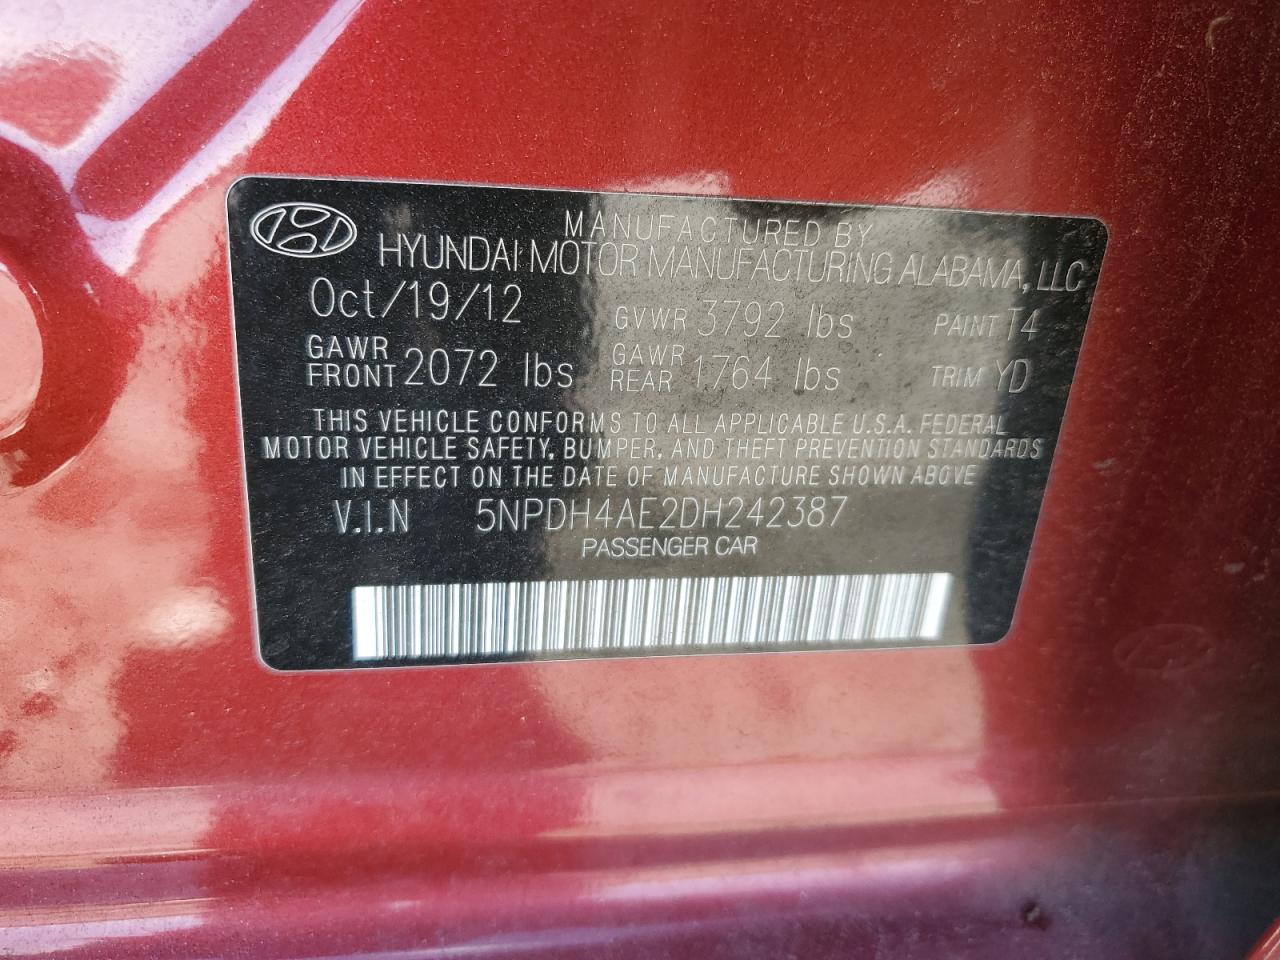 MANUFACTURED BY
HYUNDAI MOTOR MANUFACTURING ALABAMA, LLC
Oct/19/12 GVWR 3792 lbs PAINT T4
GAWR FRONT 2072 lbs GAWR REAR 1764 lbs TRIM YD
THIS VEHICLE CONFORMS TO ALL APPLICABLE U.S.A. FEDERAL
MOTOR VEHICLE SAFETY, BUMPER, AND THEFT PREVENTION STANDARDS
IN EFFECT ON THE DATE OF MANUFACTURE SHOWN ABOVE
V.I.N 5NPDH4AE2DH242387
PASSENGER CAR